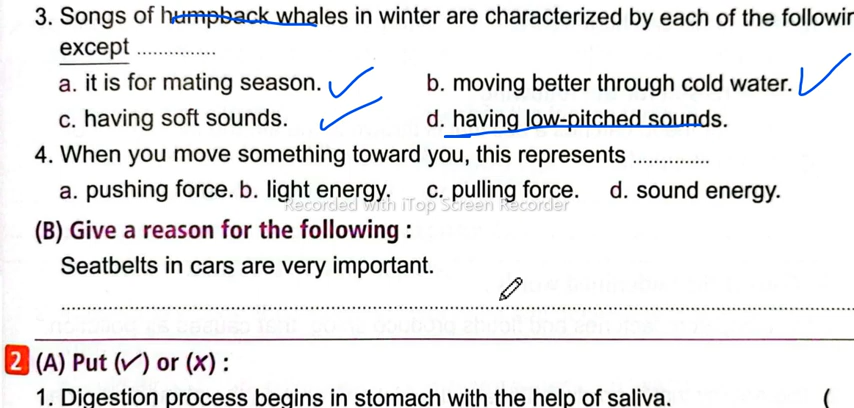 3. Songs of humpback whales in winter are characterized by each of the followin
except ...............
a. it is for mating season. ✓ b. moving better through cold water. ✓
c. having soft sounds. ✓ d. having low-pitched sounds.
4. When you move something toward you, this represents ...............
a. pushing force. b. light energy. c. pulling force. d. sound energy.
Recorded with iTop Screen Recorder
(B) Give a reason for the following :
Seatbelts in cars are very important.
2 (A) Put (✓) or (✗) :
1. Digestion process begins in stomach with the help of saliva. (